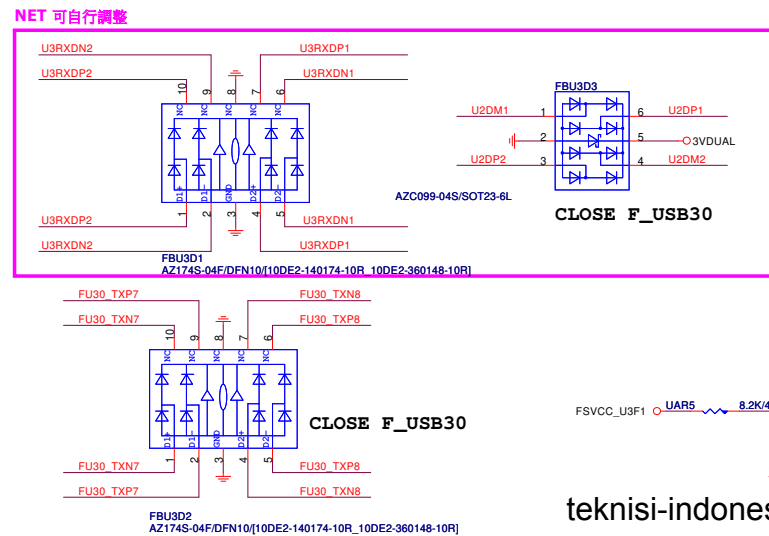 NET 可自行調整
U3RXDN2
U3RXDP1
U3RXDP2
U3RXDN1
10
9
8
7
6
NC
NC
NC
NC
D1+
D1-
GND
D2+
D2-
1
2
3
4
5
U3RXDP2
U3RXDN1
U3RXDN2
U3RXDP1
FBU3D1
AZ174S-04F/DFN10/[10DE2-140174-10R_10DE2-360148-10R]
FBU3D3
U2DM1
1
6
U2DP1
2
5
3VDUAL
U2DP2
3
4
U2DM2
AZC099-04S/SOT23-6L
CLOSE F_USB30
FU30_TXP7
FU30_TXN8
FU30_TXN7
FU30_TXP8
10
9
8
7
6
NC
NC
NC
NC
D1+
D1-
GND
D2+
D2-
1
2
3
4
5
CLOSE F_USB30
FU30_TXN7
FU30_TXP8
FU30_TXP7
FU30_TXN8
FBU3D2
AZ174S-04F/DFN10/[10DE2-140174-10R_10DE2-360148-10R]
FSVCC_U3F1
UAR5
8.2K/4
teknisi-indones